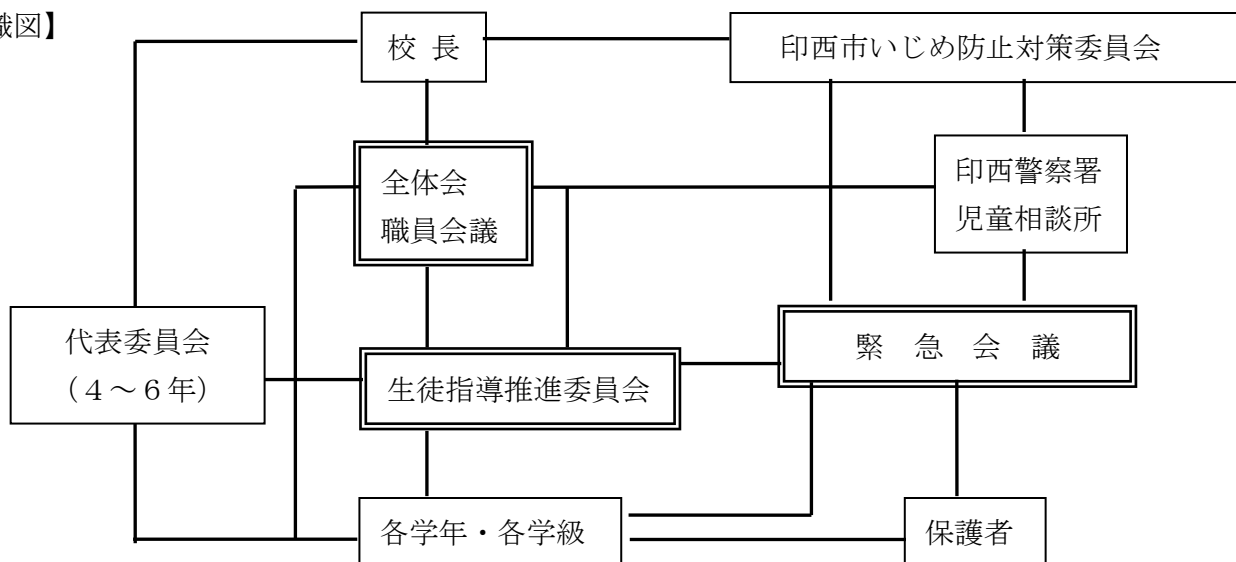 織図】
校 長
印西市いじめ防止対策委員会
全体会
職員会議
印西警察署
児童相談所
代表委員会
（４～６年）
緊 急 会 議
生徒指導推進委員会
各学年・各学級
保護者